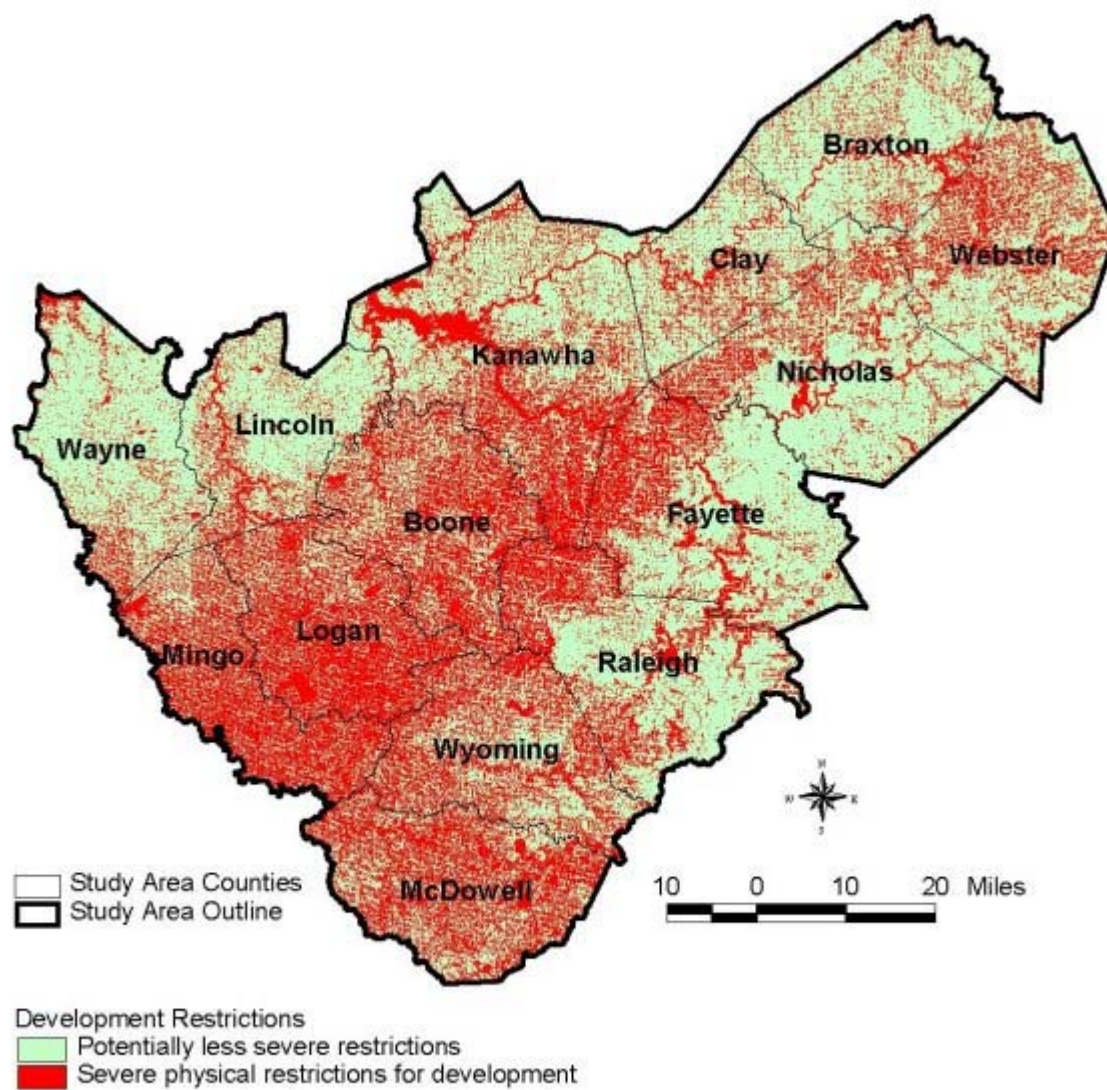 Braxton
Webster
Clay
Kanawha
Nicholas
Lincoln
Wayne
Boone
Fayette
Logan
Mingo
Raleigh
Wyoming
N
W E
S
McDowell
Study Area Counties
Study Area Outline
10 0 10 20 Miles
Development Restrictions
Potentially less severe restrictions
Severe physical restrictions for development